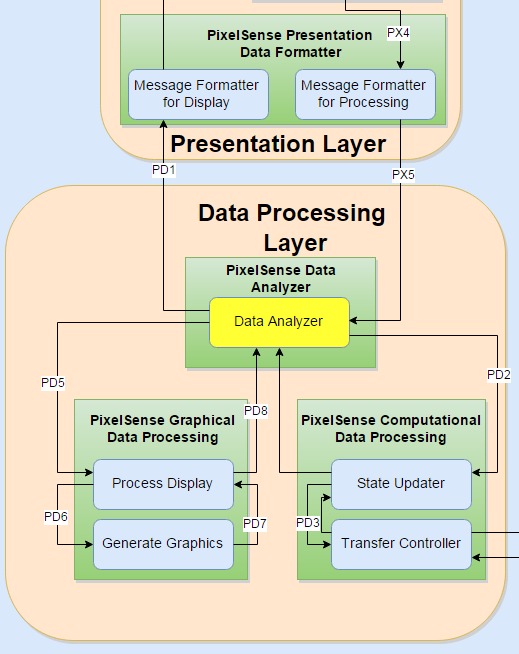 PX4
PixelSense Presentation
Data Formatter
Message Formatter
for Display
Message Formatter
for Processing
Presentation Layer
PD1
PX5
Data Processing
Layer
PixelSense Data
Analyzer
Data Analyzer
PD5
PD2
PD8
PixelSense Graphical
Data Processing
PixelSense Computational
Data Processing
Process Display
State Updater
PD6
PD7
PD3
Generate Graphics
Transfer Controller